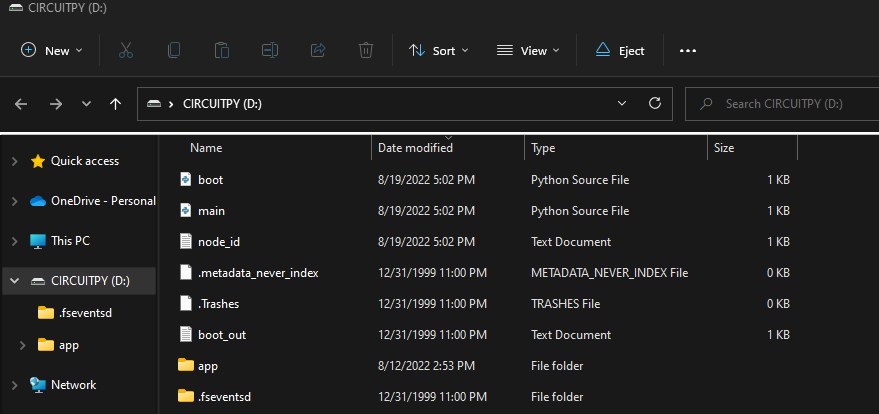 CIRCUITPY (D:)
New Sort View Eject
CIRCUITPY (D:) Search CIRCUITPY (D:)
Quick access
OneDrive - Personal
This PC
CIRCUITPY (D:)
.fseventsd
app
Network
Name Date modified Type Size
boot 8/19/2022 5:02 PM Python Source File 1 KB
main 8/19/2022 5:02 PM Python Source File 1 KB
node_id 8/19/2022 5:02 PM Text Document 1 KB
.metadata_never_index 12/31/1999 11:00 PM METADATA_NEVER_INDEX File 0 KB
.Trashes 12/31/1999 11:00 PM TRASHES File 0 KB
boot_out 12/31/1999 11:00 PM Text Document 1 KB
app 8/12/2022 2:53 PM File folder
.fseventsd 12/31/1999 11:00 PM File folder